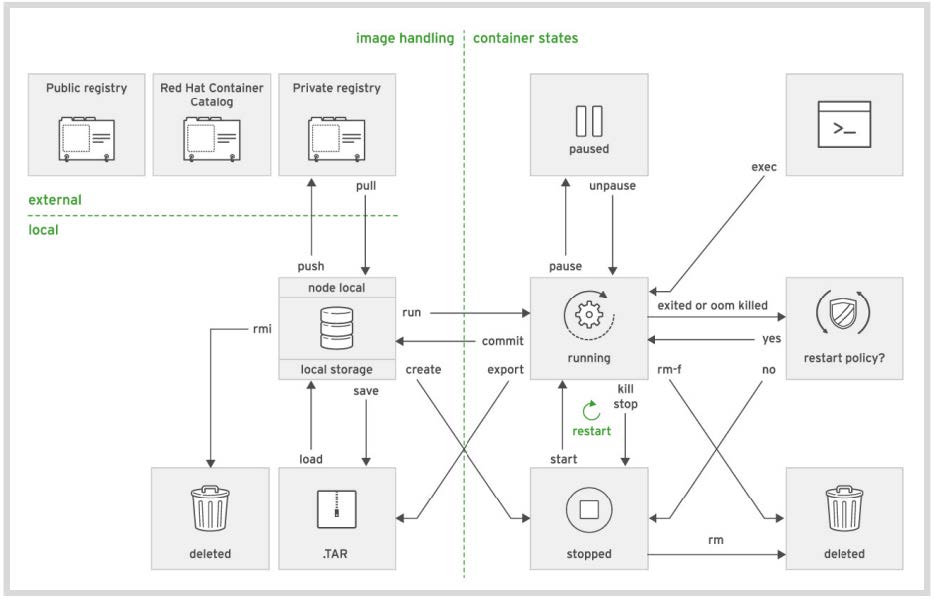 image handling
container states
Public registry
Red Hat Container
Catalog
Private registry
paused
>_
exec
pull
unpause
external
local
push
pause
node local
run
exited or oom killed
rmi
commit
yes
running
restart policy?
local storage
create
export
rm-f
no
save
kill
stop
restart
load
start
deleted
.TAR
stopped
rm
deleted